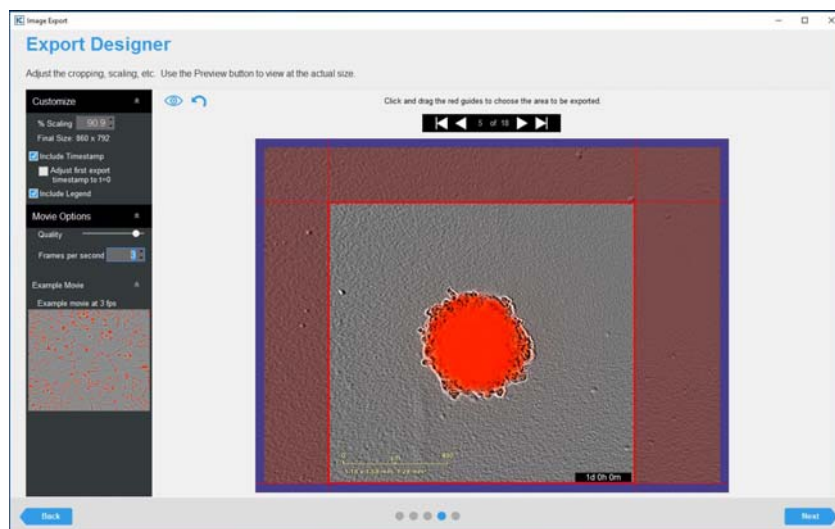 Image Export
Export Designer
Adjust the cropping, scaling, etc. Use the Preview button to view at the actual size.
Customize
% Scaling 90.9
Final Size: 860 x 792
Include Timestamp
Adjust first export
timestamp to t=0
Include Legend
Movie Options
Quality
Frames per second 3
Example Movie
Example movie at 3 fps
Click and drag the red guides to choose the area to be exported.
5 of 18
0
1d 0h 0m
Back
Next